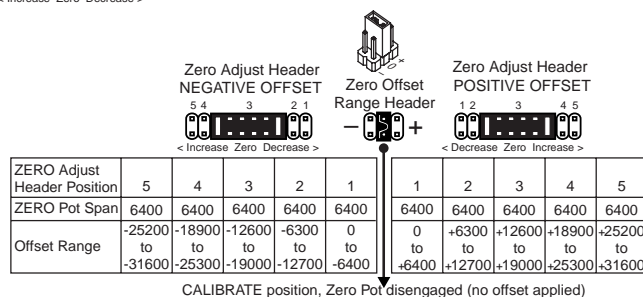 < Increase Zero Decrease >
Zero Adjust Header
NEGATIVE OFFSET
Zero Offset
Range Header
Zero Adjust Header
POSITIVE OFFSET
- 0 +
5 4 3 2 1
1 2 3 4 5
− +
< Increase Zero Decrease >
< Decrease Zero Increase >
ZERO Adjust
Header Position 5 4 3 2 1 1 2 3 4 5
ZERO Pot Span 6400 6400 6400 6400 6400 6400 6400 6400 6400 6400
-25200 -18900 -12600 -6300 0 0 +6300 +12600 +18900 +25200
Offset Range to to to to to to to to to to
-31600 -25300 -19000 -12700 -6400 +6400 +12700 +19000 +25300 +31600
CALIBRATE position, Zero Pot disengaged (no offset applied)